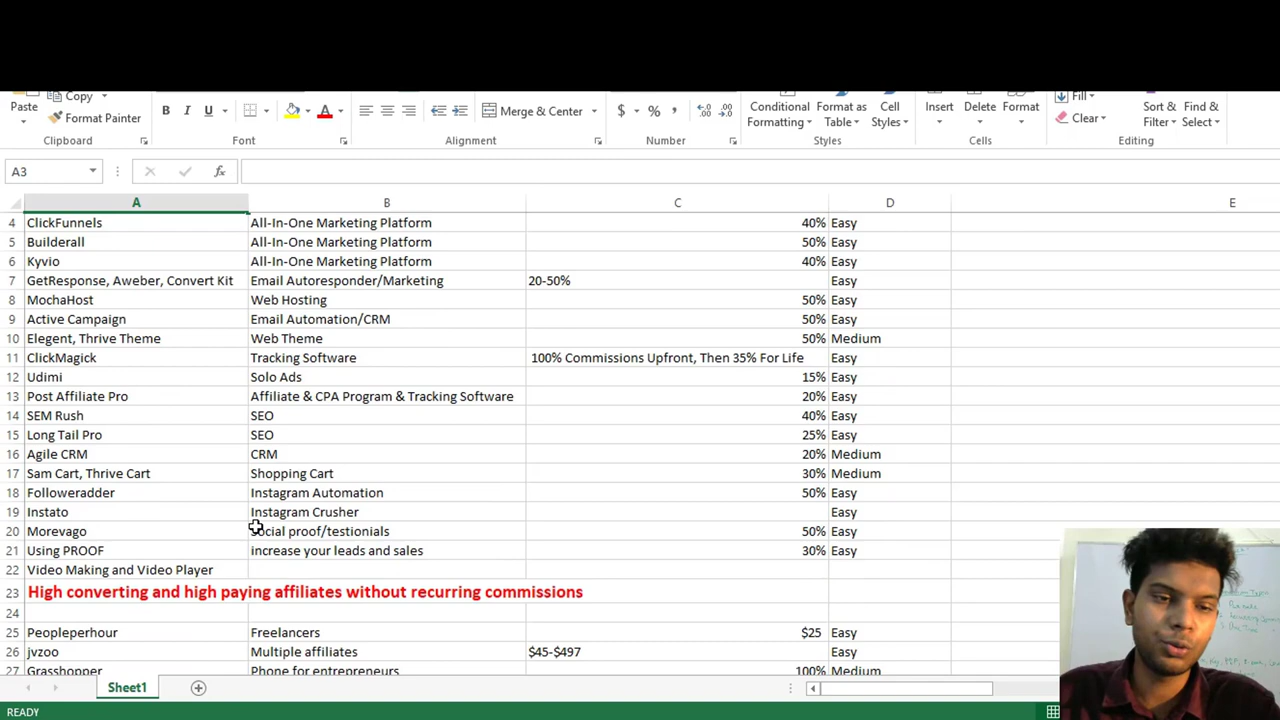 Paste
Copy
Format Painter
B I U
A
Merge & Center
$ % ,
Conditional Formatting
Format as Table
Cell Styles
Insert
Delete
Format
Fill
Clear
Sort & Filter
Find & Select
Clipboard
Font
Alignment
Number
Styles
Cells
Editing
A3
fx
A B C D E
4 ClickFunnels All-In-One Marketing Platform 40% Easy
5 Builderall All-In-One Marketing Platform 50% Easy
6 Kyvio All-In-One Marketing Platform 40% Easy
7 GetResponse, Aweber, Convert Kit Email Autoresponder/Marketing 20-50% Easy
8 MochaHost Web Hosting 50% Easy
9 Active Campaign Email Automation/CRM 50% Easy
10 Elegent, Thrive Theme Web Theme 50% Medium
11 ClickMagick Tracking Software 100% Commissions Upfront, Then 35% For Life Easy
12 Udimi Solo Ads 15% Easy
13 Post Affiliate Pro Affiliate & CPA Program & Tracking Software 20% Easy
14 SEM Rush SEO 40% Easy
15 Long Tail Pro SEO 25% Easy
16 Agile CRM CRM 20% Medium
17 Sam Cart, Thrive Cart Shopping Cart 30% Medium
18 Followeradder Instagram Automation 50% Easy
19 Instato Instagram Crusher Easy
20 Morevago Social proof/testionials 50% Easy
21 Using PROOF increase your leads and sales 30% Easy
22 Video Making and Video Player
23 High converting and high paying affiliates without recurring commissions
24
25 Peopleperhour Freelancers $25 Easy
26 jvzoo Multiple affiliates $45-$497 Easy
27 Grasshopper Phone for entrepreneurs 100% Medium
Sheet1
READY